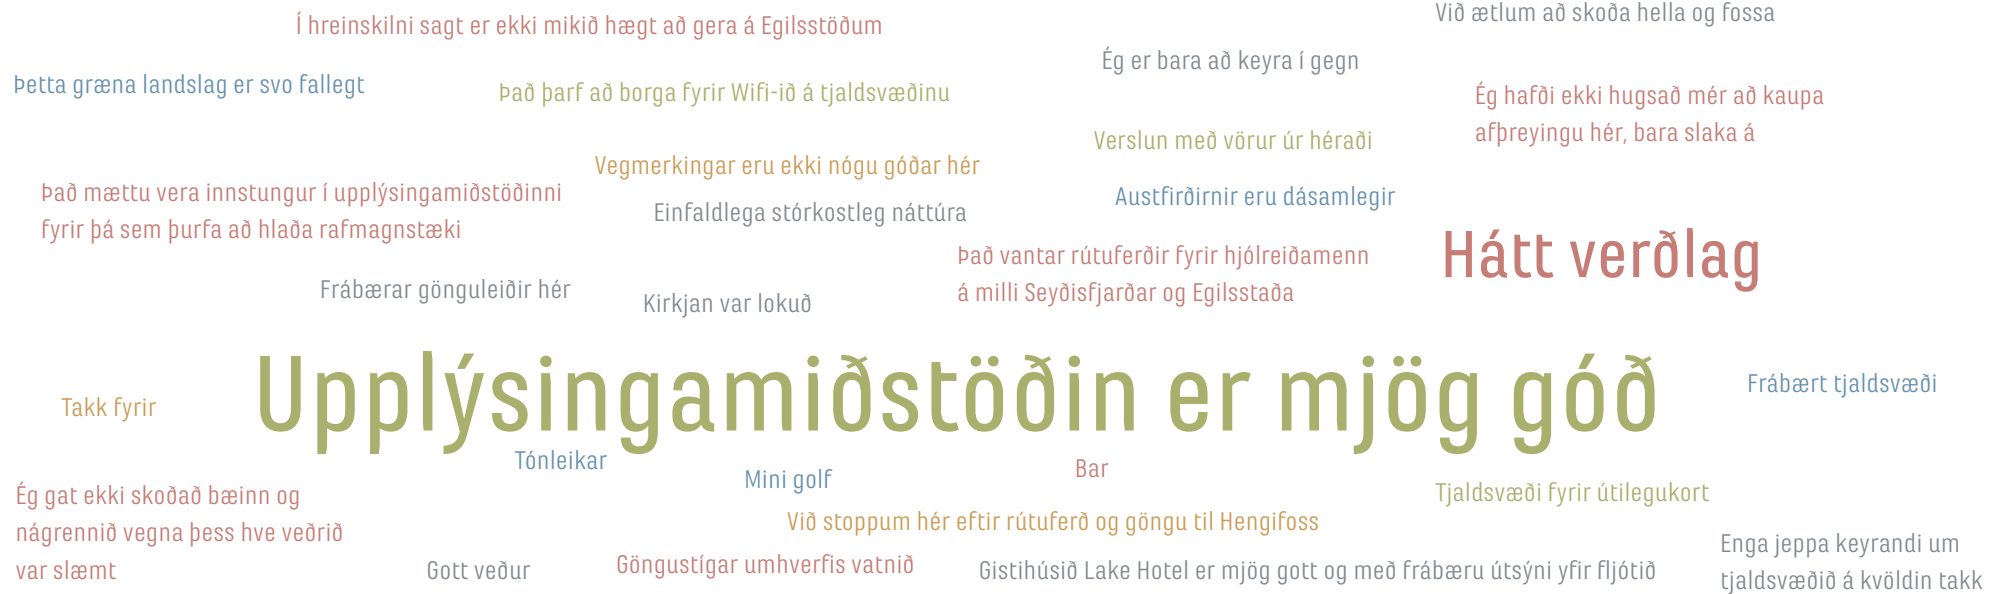 Í hreinskilni sagt er ekki mikið hægt að gera á Egilsstöðum
Við ætlum að skoða hella og fossa
Ég er bara að keyra í gegn
Þetta græna landslag er svo fallegt
Það þarf að borga fyrir Wifi-ið á tjaldsvæðinu
Ég hafði ekki hugsað mér að kaupa
afþreyingu hér, bara slaka á
Verslun með vörur úr héraði
Vegmerkingar eru ekki nógu góðar hér
Það mættu vera innstungur í upplýsingamiðstöðinni
fyrir þá sem þurfa að hlaða rafmagnstæki
Austfirðirnir eru dásamlegir
Einfaldlega stórkostleg náttúra
Það vantar rútuferðir fyrir hjólreiðamenn
á milli Seyðisfjarðar og Egilsstaða
Hátt verðlag
Frábærar gönguleiðir hér
Kirkjan var lokuð
Upplýsingamiðstöðin er mjög góð
Frábært tjaldsvæði
Takk fyrir
Tónleikar
Mini golf
Bar
Ég gat ekki skoðað bæinn og
nágrennið vegna þess hve veðrið
var slæmt
Tjaldsvæði fyrir útilegukort
Við stoppum hér eftir rútuferð og göngu til Hengifoss
Gott veður
Göngustígar umhverfis vatnið
Gistihúsið Lake Hotel er mjög gott og með frábæru útsýni yfir fljótið
Enga jeppa keyrandi um
tjaldsvæðið á kvöldin takk